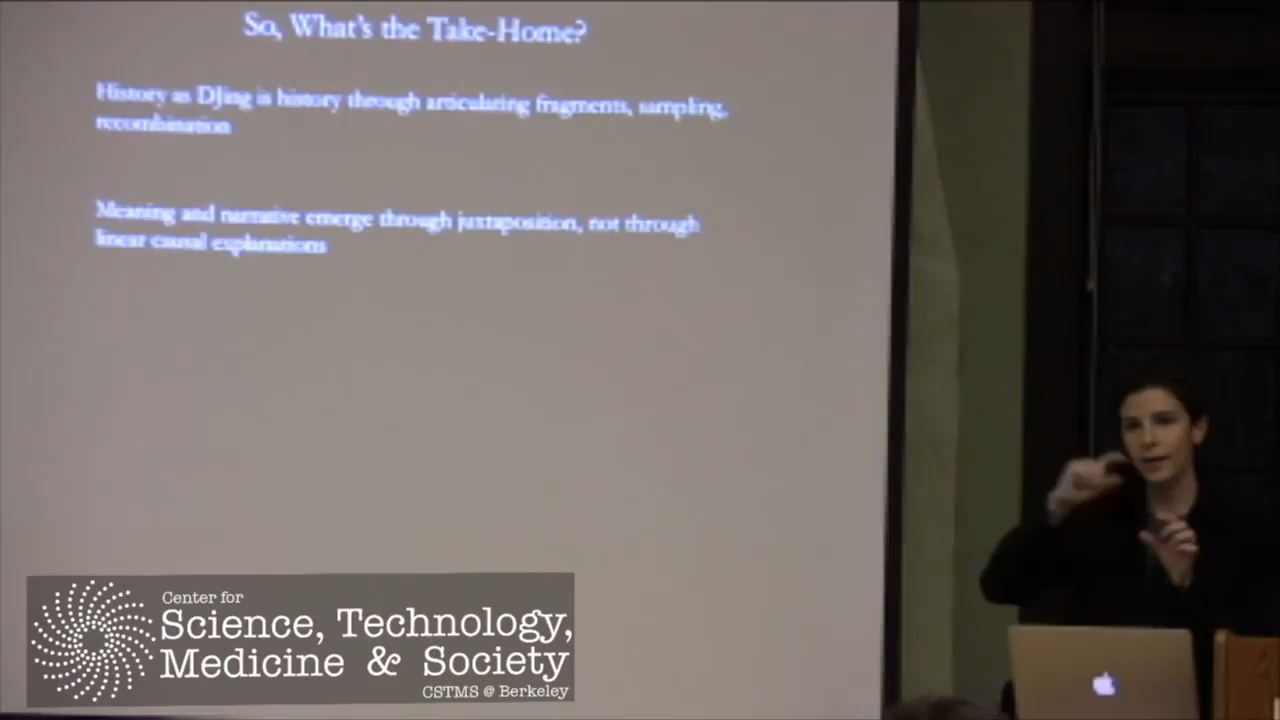 So, What's the Take-Home?
History as DJing is history through articulating fragments, sampling,
recombination
Meaning and narrative emerge through juxtaposition, not through
linear causal explanations
Center for
Science, Technology,
Medicine & Society
CSTMS @ Berkeley